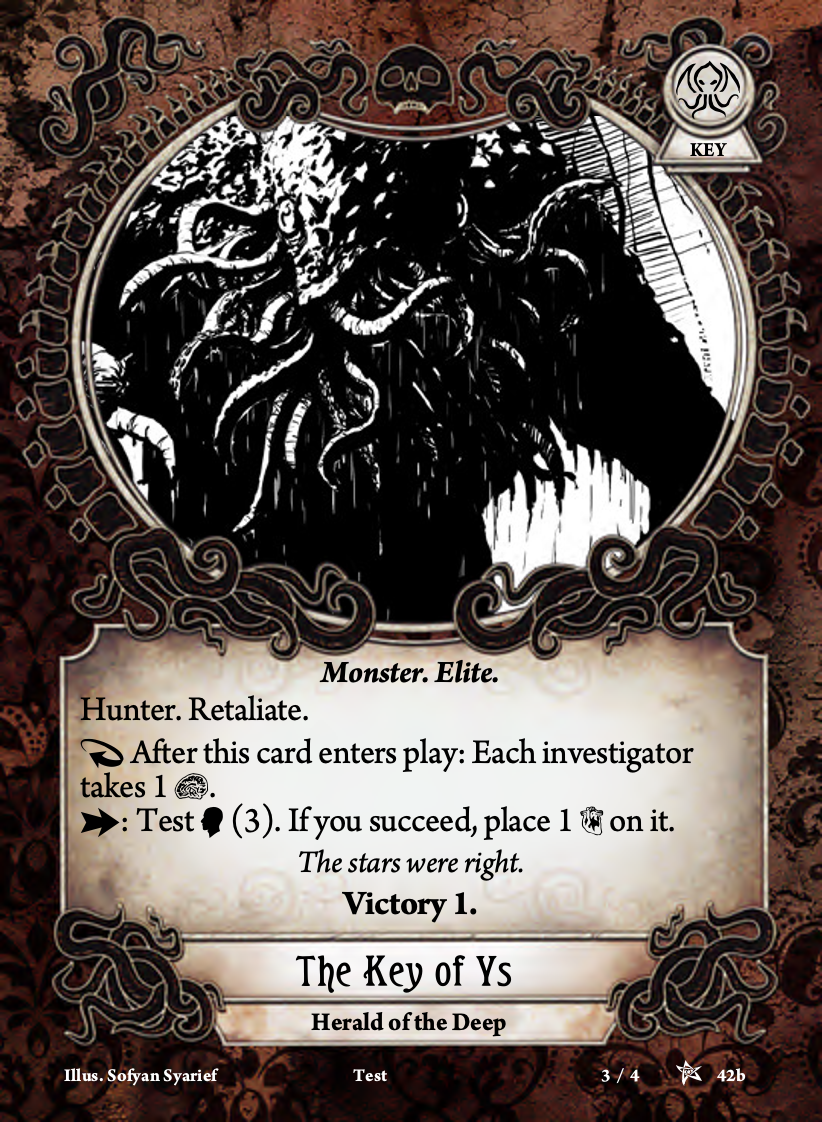 KEY
Monster. Elite.
Hunter. Retaliate.
After this card enters play: Each investigator
takes 1 .
: Test (3). If you succeed, place 1 on it.
The stars were right.
Victory 1.
The Key of Ys
Herald of the Deep
Illus. Sofyan Syarief Test 3 / 4 42b